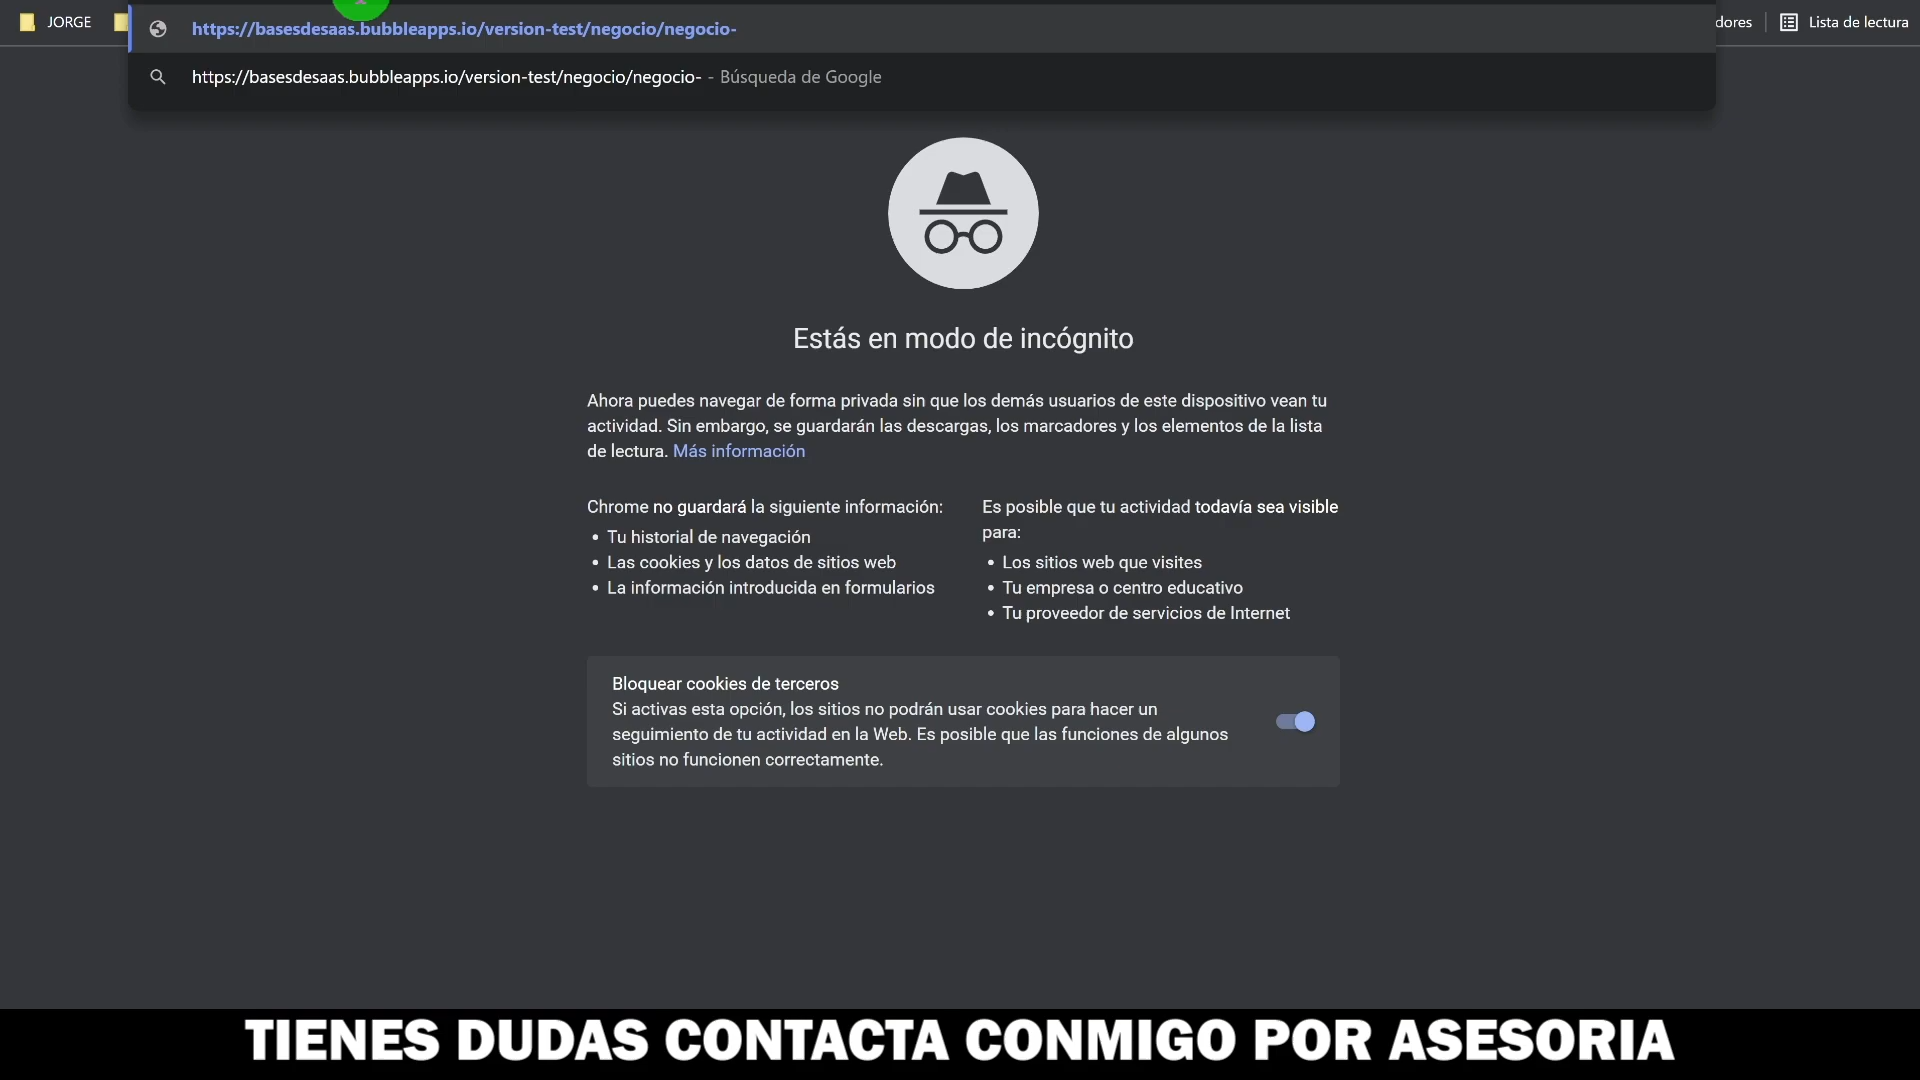 JORGE
https://basesdesaas.bubbleapps.io/version-test/negocio/negocio-
dores
Lista de lectura
https://basesdesaas.bubbleapps.io/version-test/negocio/negocio- - Búsqueda de Google
Estás en modo de incógnito
Ahora puedes navegar de forma privada sin que los demás usuarios de este dispositivo vean tu
actividad. Sin embargo, se guardarán las descargas, los marcadores y los elementos de la lista
de lectura. Más información
Chrome no guardará la siguiente información:
• Tu historial de navegación
• Las cookies y los datos de sitios web
• La información introducida en formularios
Es posible que tu actividad todavía sea visible
para:
• Los sitios web que visites
• Tu empresa o centro educativo
• Tu proveedor de servicios de Internet
Bloquear cookies de terceros
Si activas esta opción, los sitios no podrán usar cookies para hacer un
seguimiento de tu actividad en la Web. Es posible que las funciones de algunos
sitios no funcionen correctamente.
TIENES DUDAS CONTACTA CONMIGO POR ASESORIA